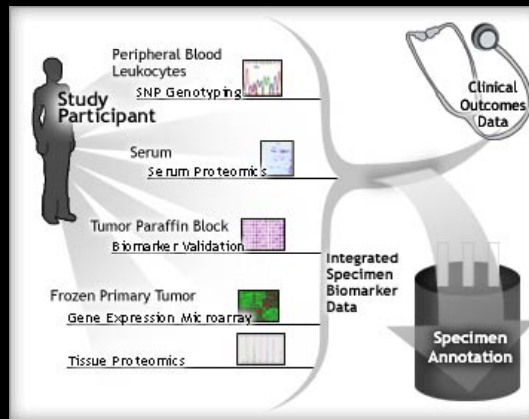 Peripheral Blood
Leukocytes
SNP Genotyping
Study
Participant
Serum
Serum Proteomics
Tumor Paraffin Block
Biomarker Validation
Frozen Primary Tumor
Gene Expression Microarray
Tissue Proteomics
Integrated
Specimen
Biomarker
Data
Clinical
Outcomes
Data
Specimen
Annotation